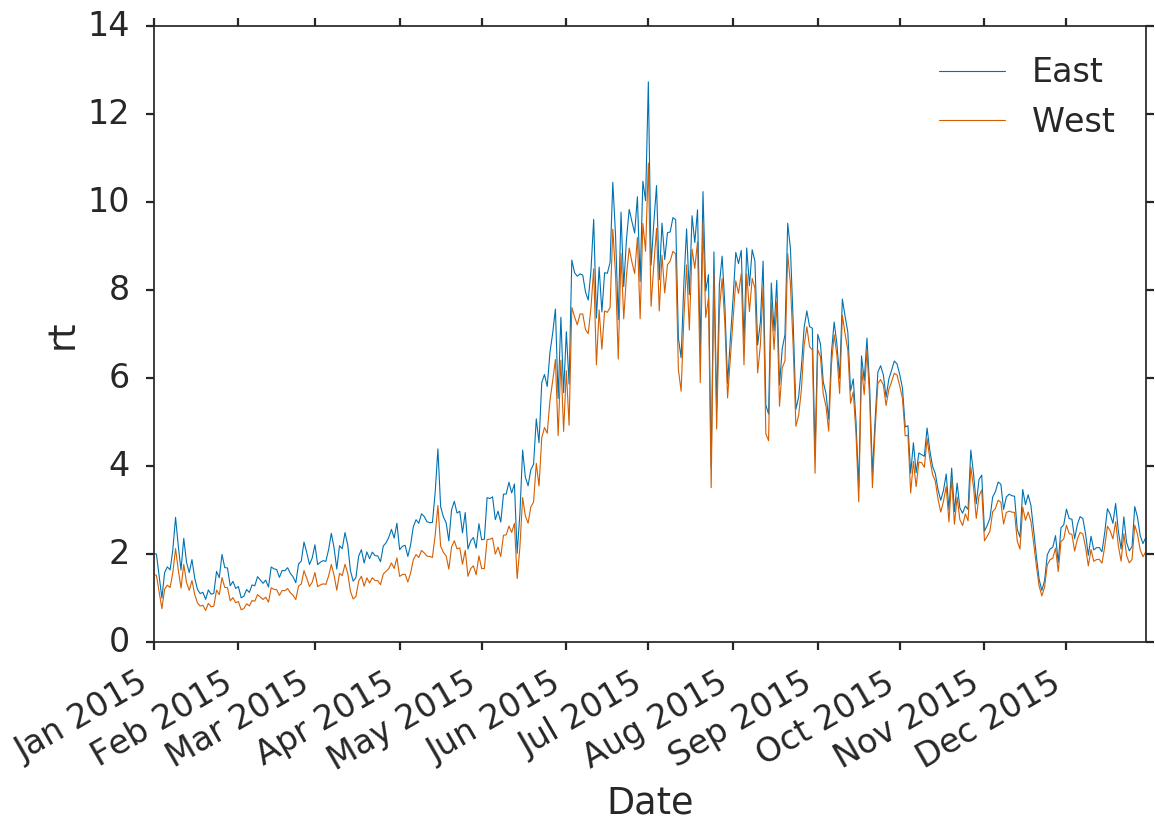 14
12
10
8
6
4
2
0
rt
East
West
Jan 2015
Feb 2015
Mar 2015
Apr 2015
May 2015
Jun 2015
Jul 2015
Aug 2015
Sep 2015
Oct 2015
Nov 2015
Dec 2015
Date